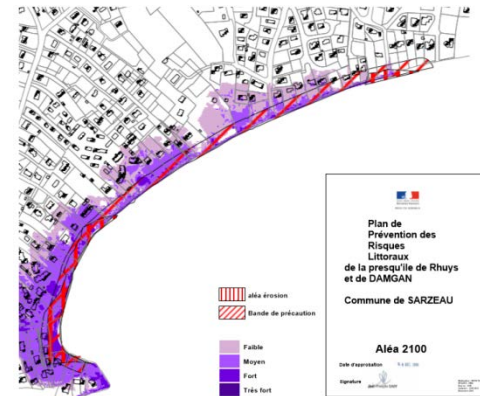 aléa érosion
Bande de précaution
Faible
Moyen
Fort
Très fort
Plan de
Prévention des
Risques
Littoraux
de la presqu'ile de Rhuys
et de DAMGAN
Commune de SARZEAU
Aléa 2100
Date d'approbation
Signature